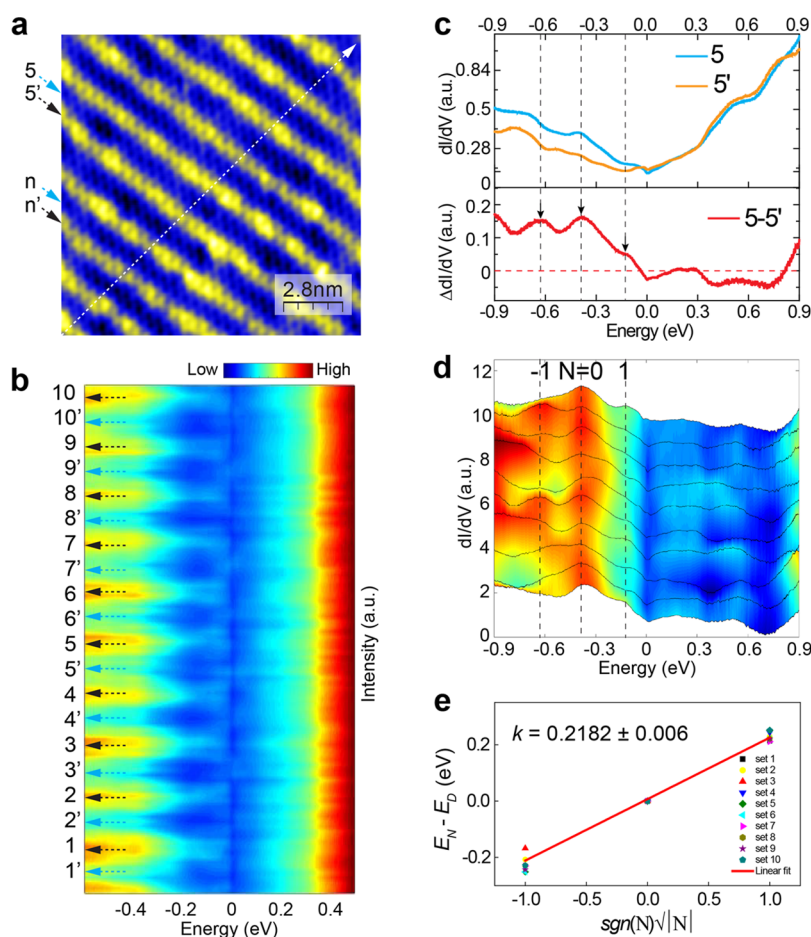 a
5
5'
n
n'
2.8nm
b
Low High
10
10'
9
9'
8
8'
7
7'
6
6'
5
5'
4
4'
3
3'
2
2'
1
1'
Intensity (a.u.)
-0.4 -0.2 0 0.2 0.4
Energy (eV)
c
-0.9 -0.6 -0.3 0.0 0.3 0.6 0.9
dI/dV (a.u.)
0.84
0.5
0.28
0
5
5'
ΔdI/dV (a.u.)
0.2
0.1
0
5-5'
-0.9 -0.6 -0.3 0.0 0.3 0.6 0.9
Energy (eV)
d
-1 N=0 1
dI/dV (a.u.)
12
10
8
6
4
2
0
-0.9 -0.6 -0.3 0 0.3 0.6 0.9
Energy (eV)
e
k = 0.2182 ± 0.006
E_N - E_D (eV)
0.2
0.0
-0.2
set 1
set 2
set 3
set 4
set 5
set 6
set 7
set 8
set 9
set 10
Linear fit
-1.0 -0.5 0.0 0.5 1.0
sgn(N)√|N|